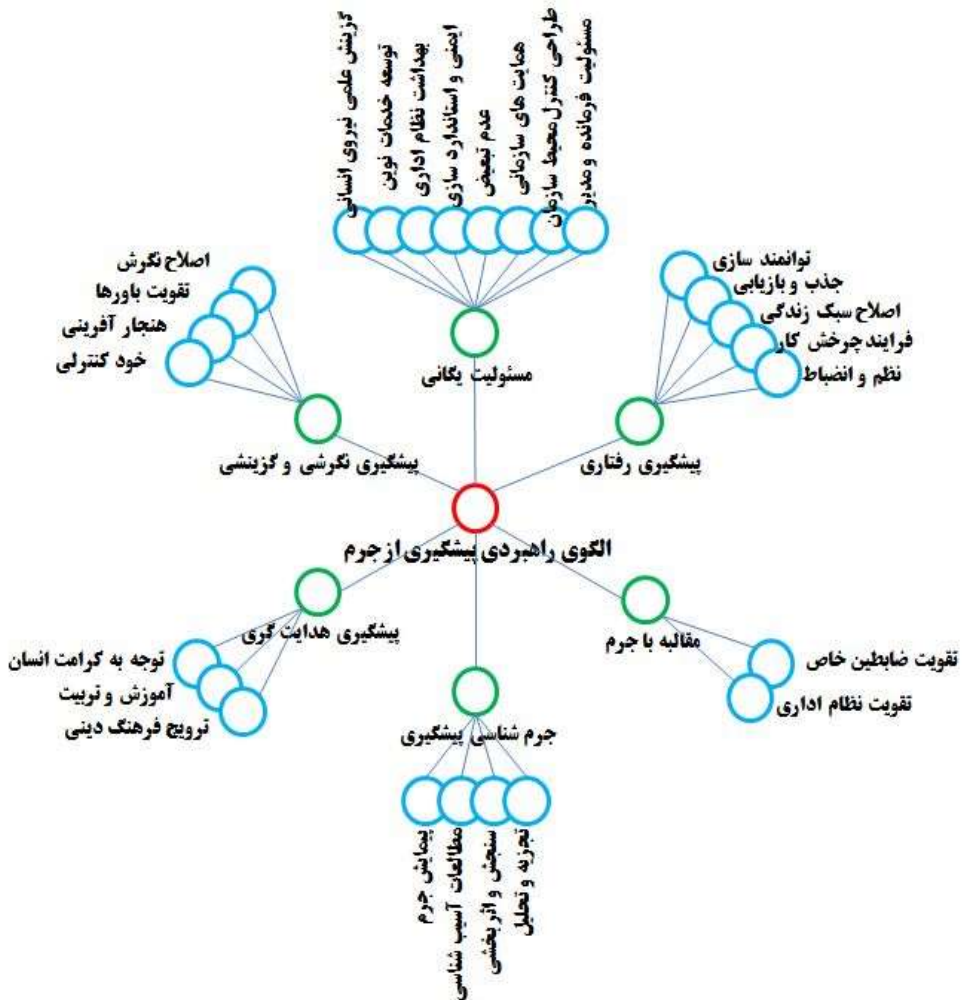 گزینش علمی نیروی انسانی
توسعه خدمات نوین
بهداشت نظام اداری
ایمنی و استاندارد سازی
عدم تبعیض
همایت های سازمانی
طراحی کنترل محیط سازمان
مسئولیت فرمانده و مدیر
مسئولیت یگانی
توانمند سازی
جذب و بازیابی
اصلاح سبک زندگی
فرایند چرخش کار
نظم و انضباط
پیشگیری رفتاری
اصلاح نگرش
تقویت باورها
هنجار آفرینی
خود کنترلی
پیشگیری نگرشی و گزینشی
الگوی راهبردی پیشگیری از جرم
مقالبه با جرم
تقویت ضابطین خاص
تقویت نظام اداری
پیشگیری هدایت گری
توجه به کرامت انسان
آموزش و تربیت
ترویج فرهنگ دینی
جرم شناسی پیشگیری
پیمایش جرم
مطالعات آسیب شناسی
سنجش و اثر بخشی
تجزیه و تحلیل